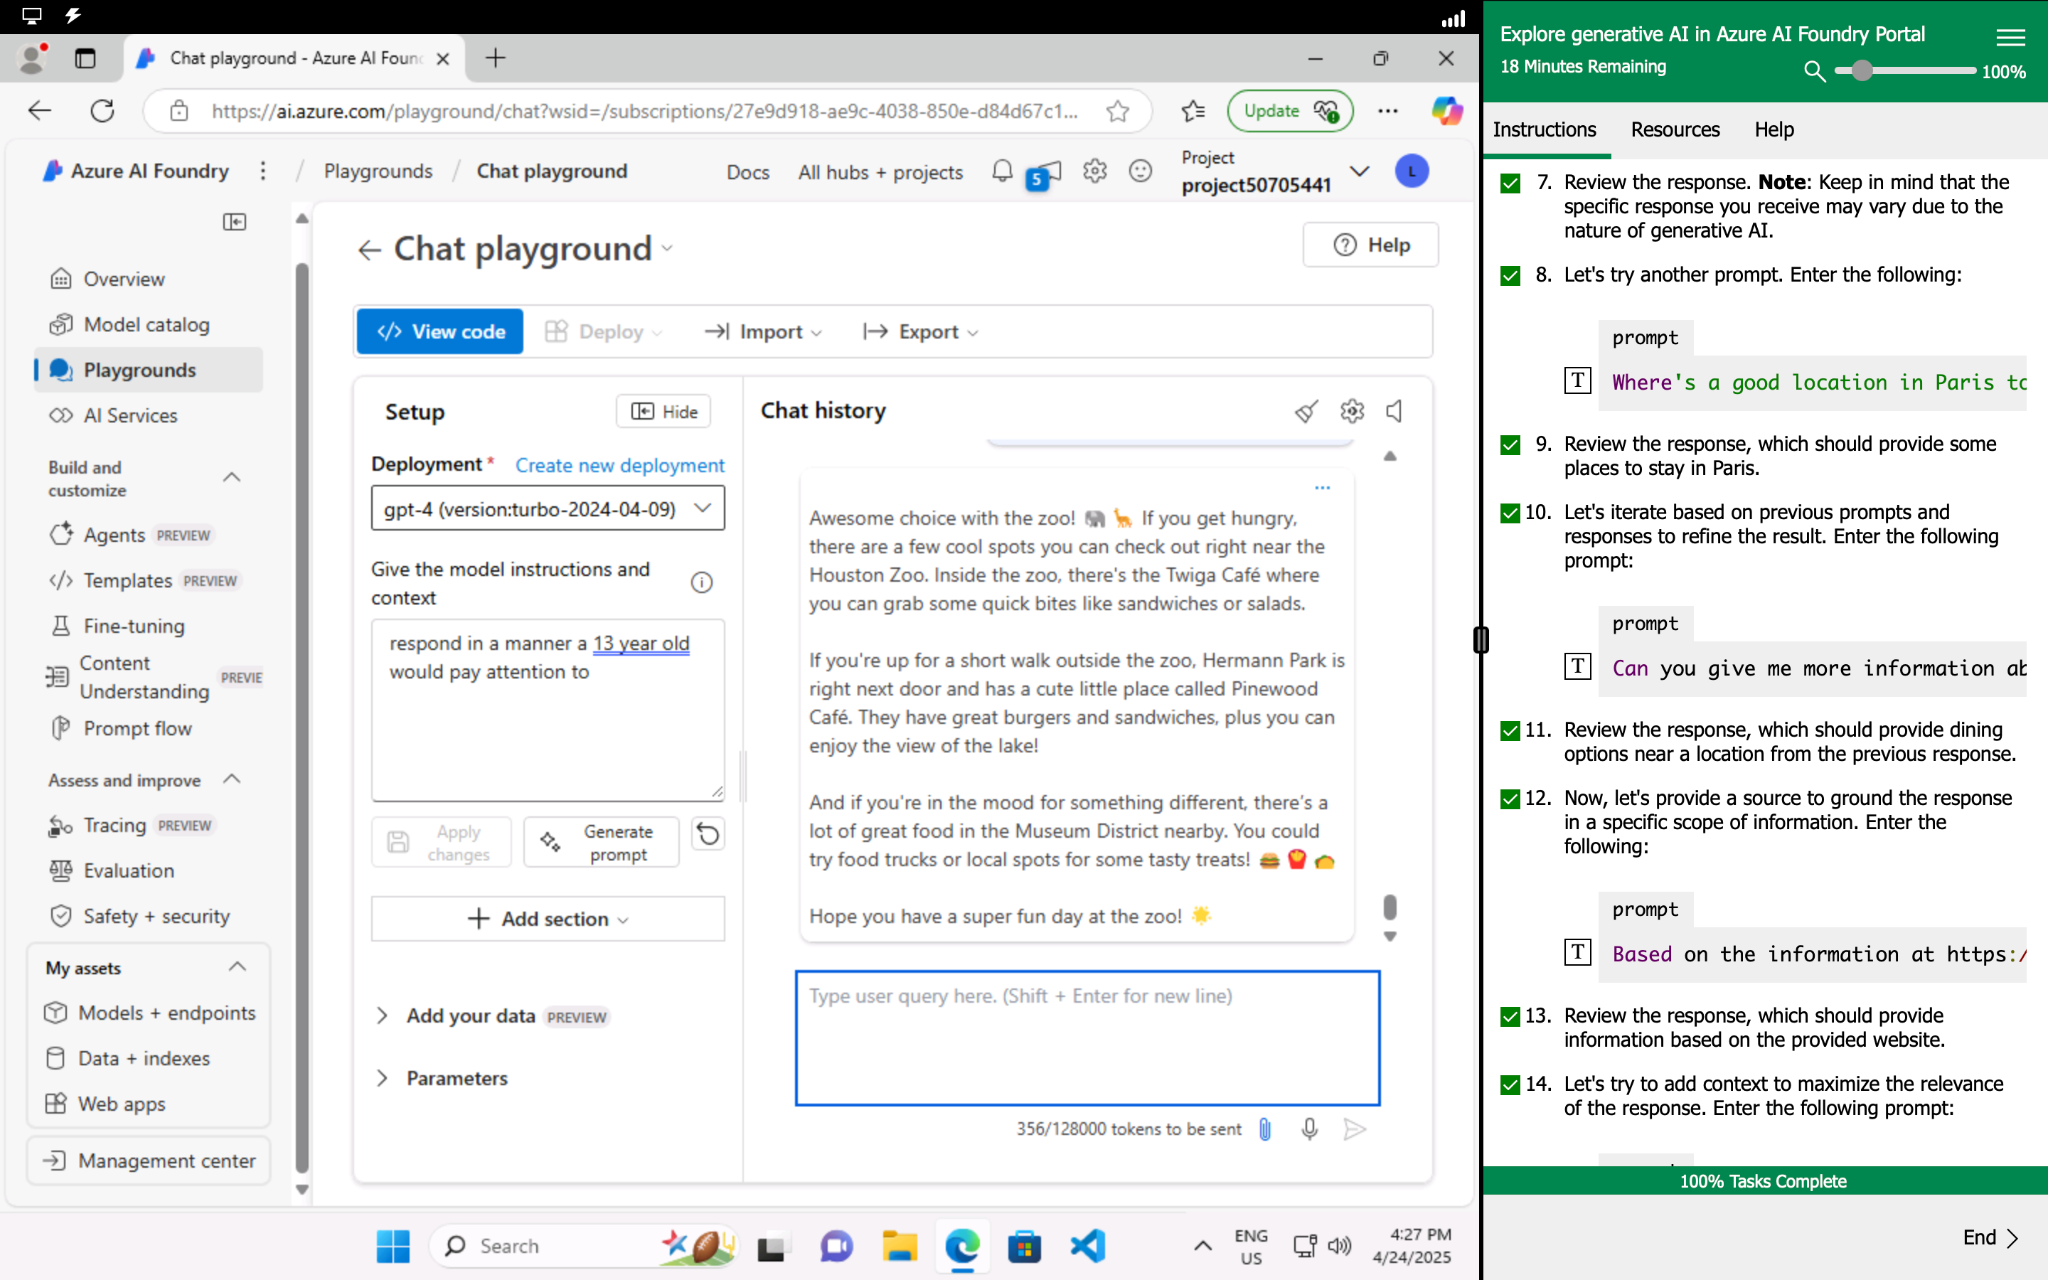 Chat playground - Azure AI Foun
https://ai.azure.com/playground/chat?wsid=/subscriptions/27e9d918-ae9c-4038-850e-d84d67c1...
Update
Azure AI Foundry
/ Playgrounds / Chat playground
Docs
All hubs + projects
5
Project
project50705441
L
Overview
Model catalog
Playgrounds
AI Services
Build and
customize
Agents PREVIEW
Templates PREVIEW
Fine-tuning
Content
Understanding PREVIE
Prompt flow
Assess and improve
Tracing PREVIEW
Evaluation
Safety + security
My assets
Models + endpoints
Data + indexes
Web apps
Management center
Chat playground
Help
View code
Deploy
Import
Export
Setup
Hide
Deployment * Create new deployment
gpt-4 (version:turbo-2024-04-09)
Give the model instructions and
context
respond in a manner a 13 year old
would pay attention to
Apply
changes
Generate
prompt
Add section
Add your data PREVIEW
Parameters
Chat history
Awesome choice with the zoo! 🐘 🦒 If you get hungry,
there are a few cool spots you can check out right near the
Houston Zoo. Inside the zoo, there's the Twiga Café where
you can grab some quick bites like sandwiches or salads.
If you're up for a short walk outside the zoo, Hermann Park is
right next door and has a cute little place called Pinewood
Café. They have great burgers and sandwiches, plus you can
enjoy the view of the lake!
And if you're in the mood for something different, there's a
lot of great food in the Museum District nearby. You could
try food trucks or local spots for some tasty treats! 🍔 🍟 🌮
Hope you have a super fun day at the zoo! 🌟
Type user query here. (Shift + Enter for new line)
356/128000 tokens to be sent
Search
ENG
US
4:27 PM
4/24/2025
Explore generative AI in Azure AI Foundry Portal
18 Minutes Remaining
100%
Instructions
Resources
Help
7. Review the response. Note: Keep in mind that the
specific response you receive may vary due to the
nature of generative AI.
8. Let's try another prompt. Enter the following:
prompt
T Where's a good location in Paris to
9. Review the response, which should provide some
places to stay in Paris.
10. Let's iterate based on previous prompts and
responses to refine the result. Enter the following
prompt:
prompt
T Can you give me more information ab
11. Review the response, which should provide dining
options near a location from the previous response.
12. Now, let's provide a source to ground the response
in a specific scope of information. Enter the
following:
prompt
T Based on the information at https:/
13. Review the response, which should provide
information based on the provided website.
14. Let's try to add context to maximize the relevance
of the response. Enter the following prompt:
100% Tasks Complete
End